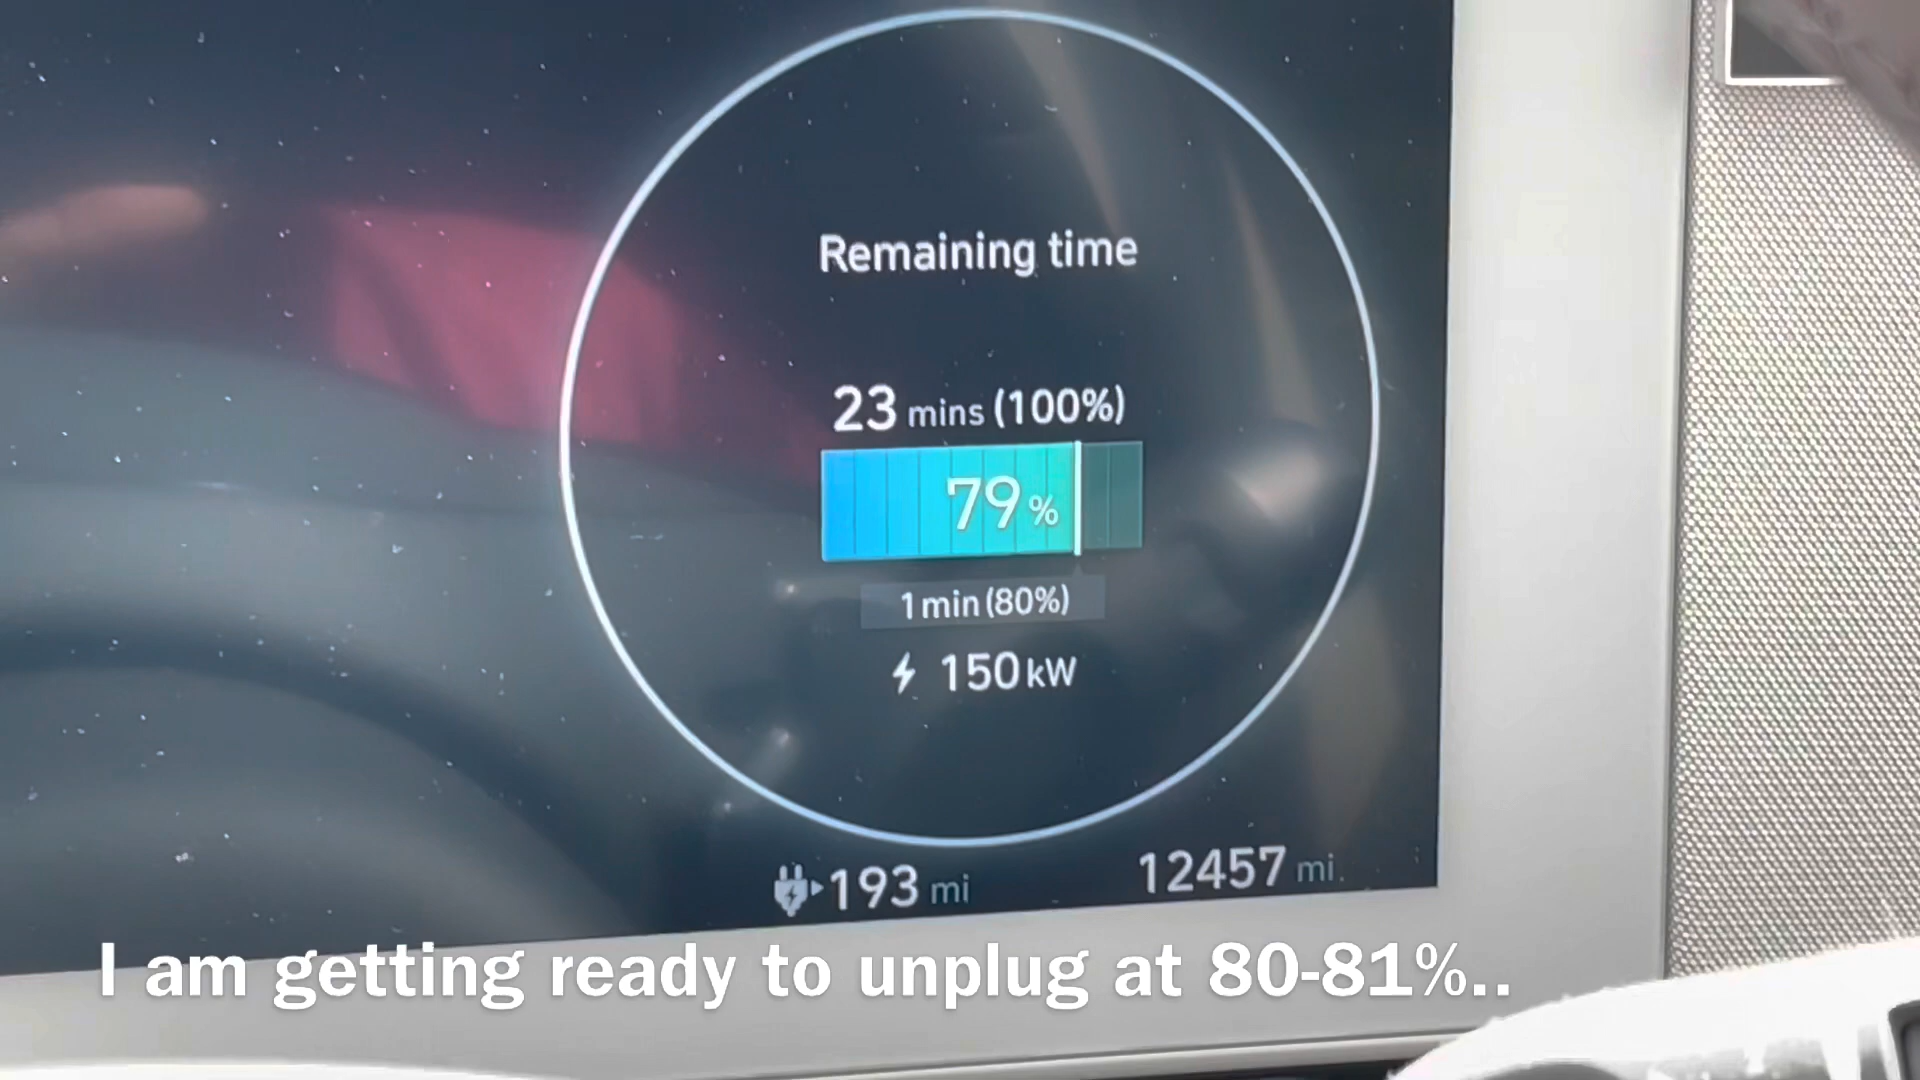 Remaining time
23 mins (100%)
79%
1 min (80%)
150 kW
193 mi
12457 mi
I am getting ready to unplug at 80-81%..